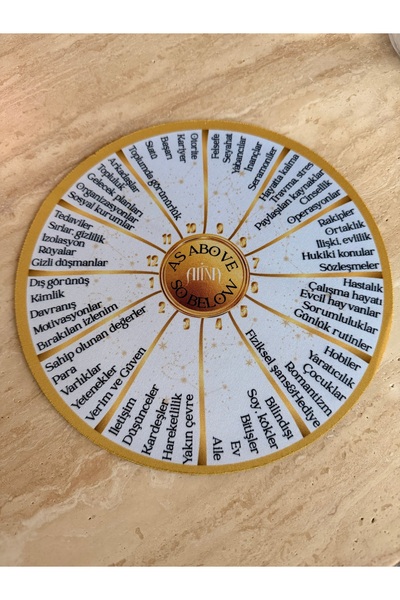 AS ABOVE
SO BELOW
Dış görünüş
Kimlik
Davranış
Motivasyonlar
Bırakılan izlenim
Sahip olunan değerler
Para
Varlıklar
Yetenekler
Verim ve Güven
İletişim
Düşünceler
Kardeşler
Hareketlilik
Yakın çevre
Aile
Ev
Bitişler
Soy, kökler
Bilindışı
Fiziksel şans&Hediye
Romantizm
Çocuklar
Yaratıcılık
Hobiler
Günlük rutinler
Sorumluluklar
Evcil hayvanlar
Çalışma hayatı
Hastalık
Sözleşmeler
Hukiki konular
İlişki, evlilik
Ortaklık
Rakipler
Operasyonlar
Cinsellik
Paylaşılan kaynaklar
Travma, stres
Hayatta kalma
Seramoniler
İnançlar
Yabancılar
Seyahat
Felsefe
Otorite
Kariyer
Başarı
Statü
Toplumda görünürlük
Arkadaşlar
Topluluk
Gelecek planları
Organizasyonlar
Sosyal kurumlar
Tedaviler
Sırlar, gizlilik
İzolasyon
Rüyalar
Gizli düşmanlar